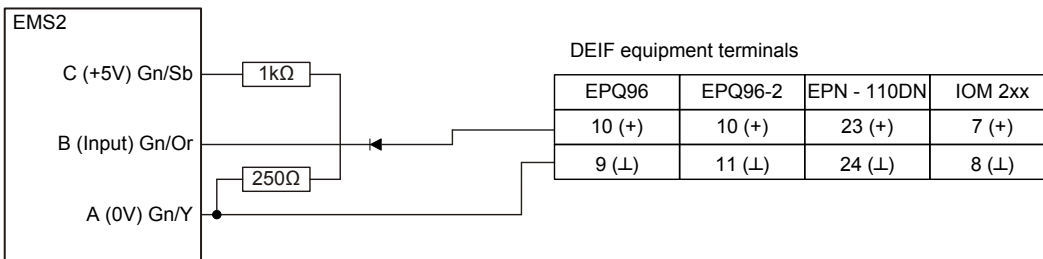 EMS2
C (+5V) Gn/Sb
1kΩ
B (Input) Gn/Or
250Ω
A (0V) Gn/Y
DEIF equipment terminals
EPQ96 EPQ96-2 EPN - 110DN IOM 2xx
10 (+) 10 (+) 23 (+) 7 (+)
9 (⊥) 11 (⊥) 24 (⊥) 8 (⊥)